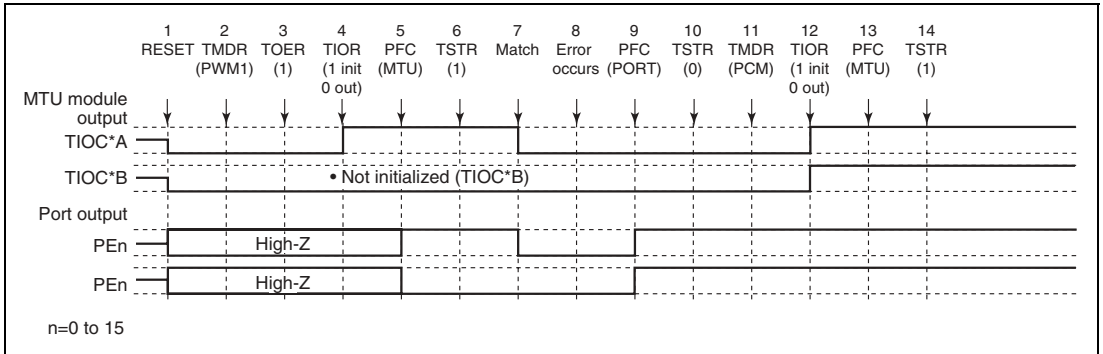 1 2 3 4 5 6 7 8 9 10 11 12 13 14
RESET TMDR TOER TIOR PFC TSTR Match Error PFC TSTR TMDR TIOR PFC TSTR
(PWM1) (1) (1 init (MTU) (1) occurs (PORT) (0) (PCM) (1 init (MTU) (1)
0 out) 0 out)
MTU module
output
TIOC*A
TIOC*B
• Not initialized (TIOC*B)
Port output
PEn
High-Z
PEn
High-Z
n=0 to 15